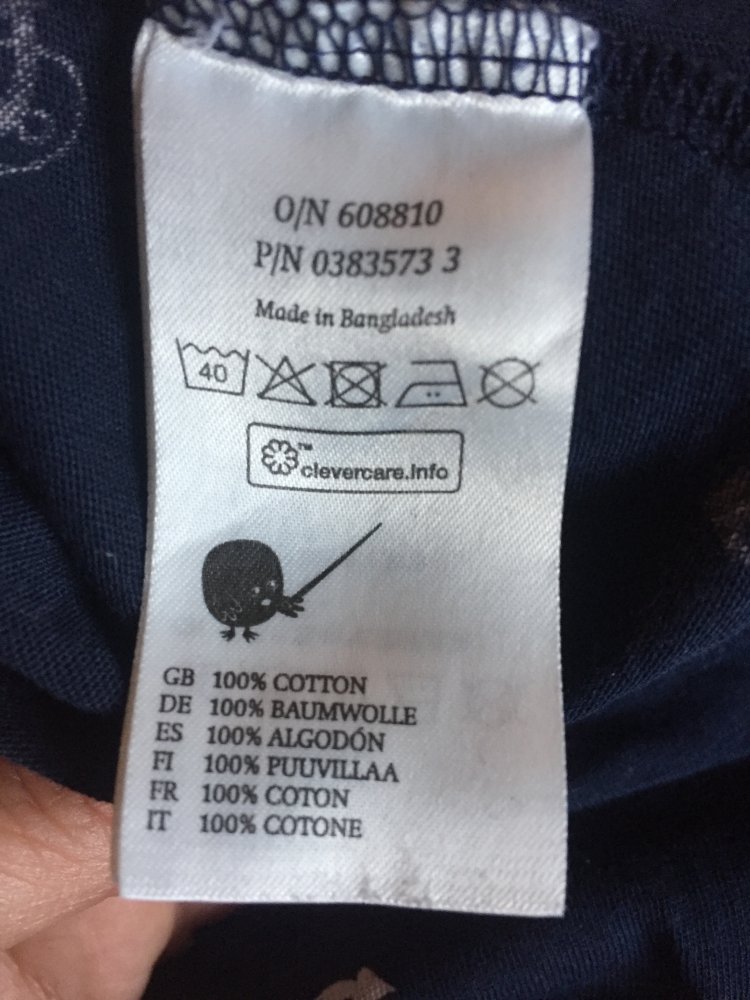 O/N 608810
P/N 0383573 3
Made in Bangladesh
40
™
clevercare.info
GB 100% COTTON
DE 100% BAUMWOLLE
ES 100% ALGODÓN
FI 100% PUUVILLAA
FR 100% COTON
IT 100% COTONE